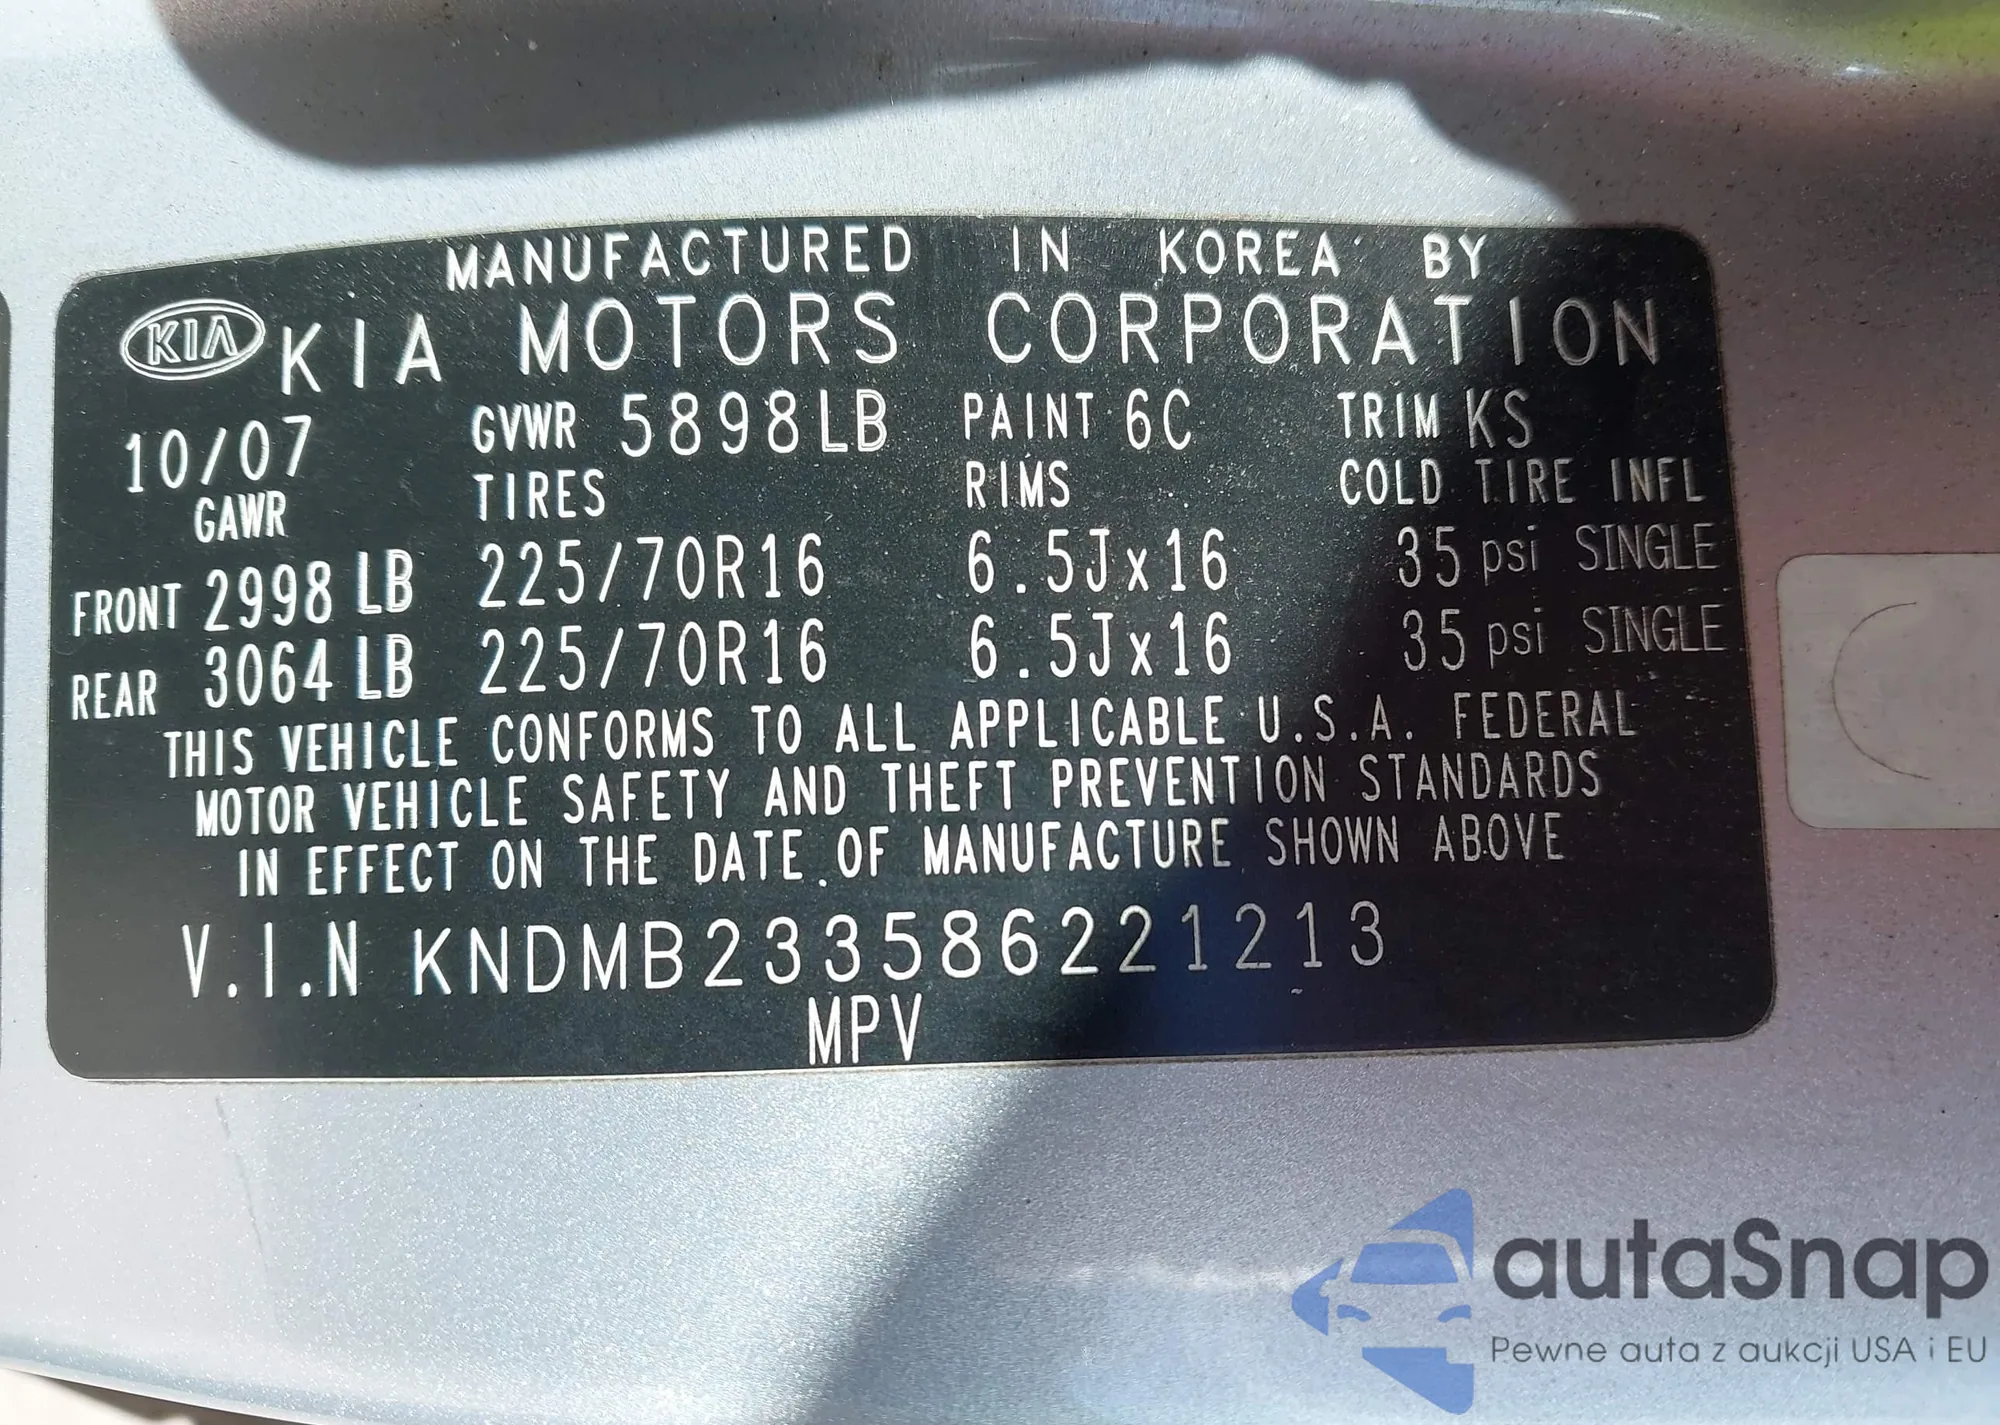 MANUFACTURED IN KOREA BY
KIA KIA MOTORS CORPORATION
10/07 GVWR 5898LB PAINT 6C TRIM KS
GAWR TIRES RIMS COLD TIRE INFL
FRONT 2998 LB 225/70R16 6.5Jx16 35 psi SINGLE
REAR 3064 LB 225/70R16 6.5Jx16 35 psi SINGLE
THIS VEHICLE CONFORMS TO ALL APPLICABLE U.S.A. FEDERAL
MOTOR VEHICLE SAFETY AND THEFT PREVENTION STANDARDS
IN EFFECT ON THE DATE OF MANUFACTURE SHOWN ABOVE
V.I.N KNDMB233586221213
MPV
autaSnap
Pewne auta z aukcji USA i EU